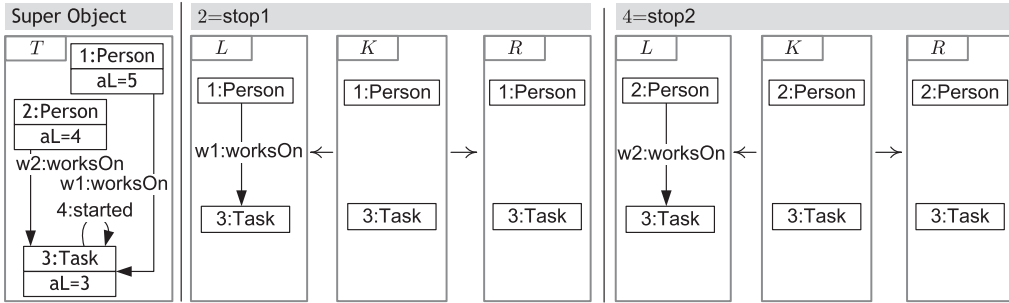 Super Object
T
1:Person
aL=5
2:Person
aL=4
w2:worksOn
w1:worksOn
4:started
3:Task
aL=3
2=stop1
L
K
R
1:Person
1:Person
1:Person
w1:worksOn
3:Task
3:Task
3:Task
4=stop2
L
K
R
2:Person
2:Person
2:Person
w2:worksOn
3:Task
3:Task
3:Task